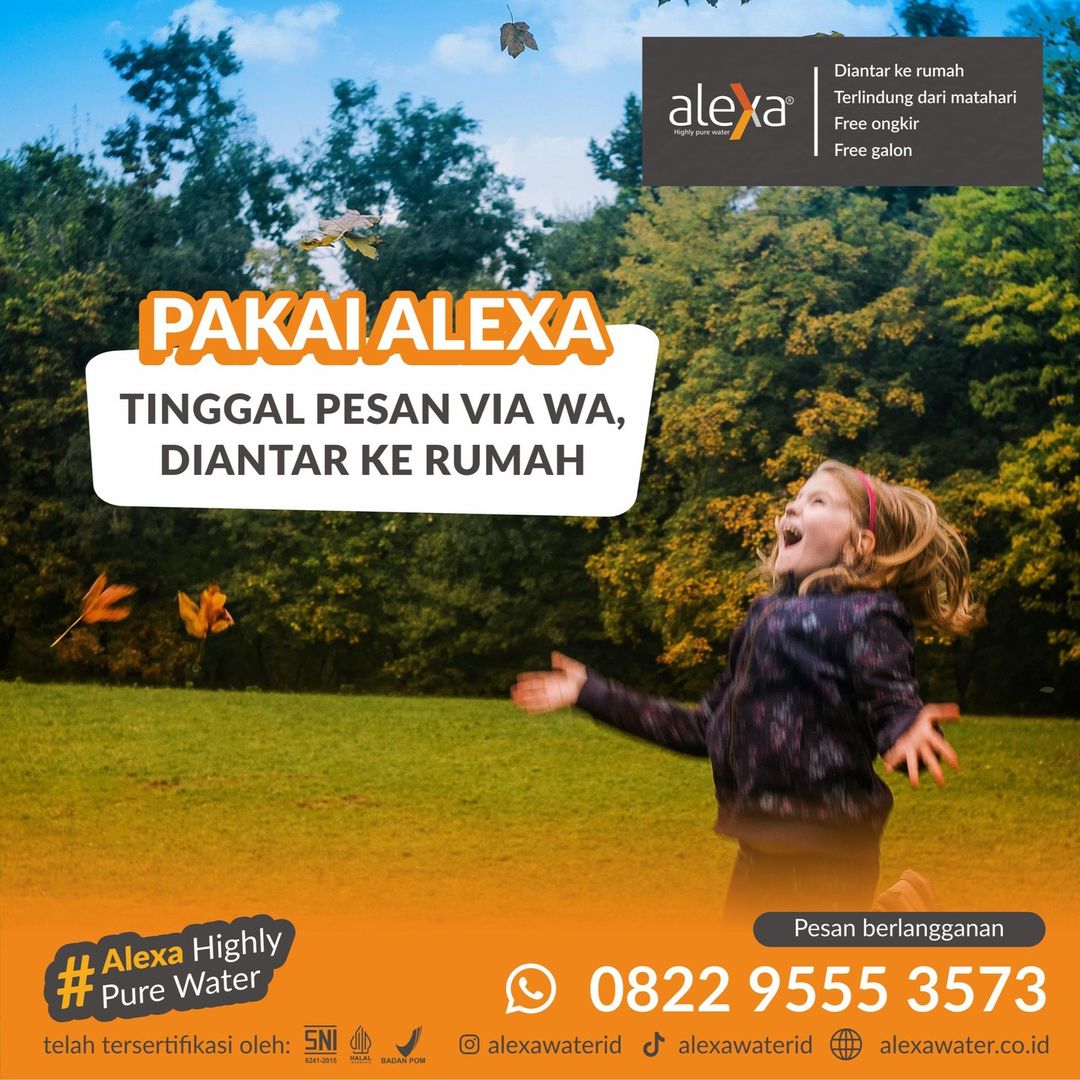 alexa®
Highly pure water
Diantar ke rumah
Terlindung dari matahari
Free ongkir
Free galon
PAKAI ALEXA
TINGGAL PESAN VIA WA,
DIANTAR KE RUMAH
#Alexa Highly
Pure Water
Pesan berlangganan
0822 9555 3573
telah tersertifikasi oleh:
SNI
6241-2015
HALAL
INDONESIA
BADAN POM
alexawaterid
alexawaterid
alexawater.co.id